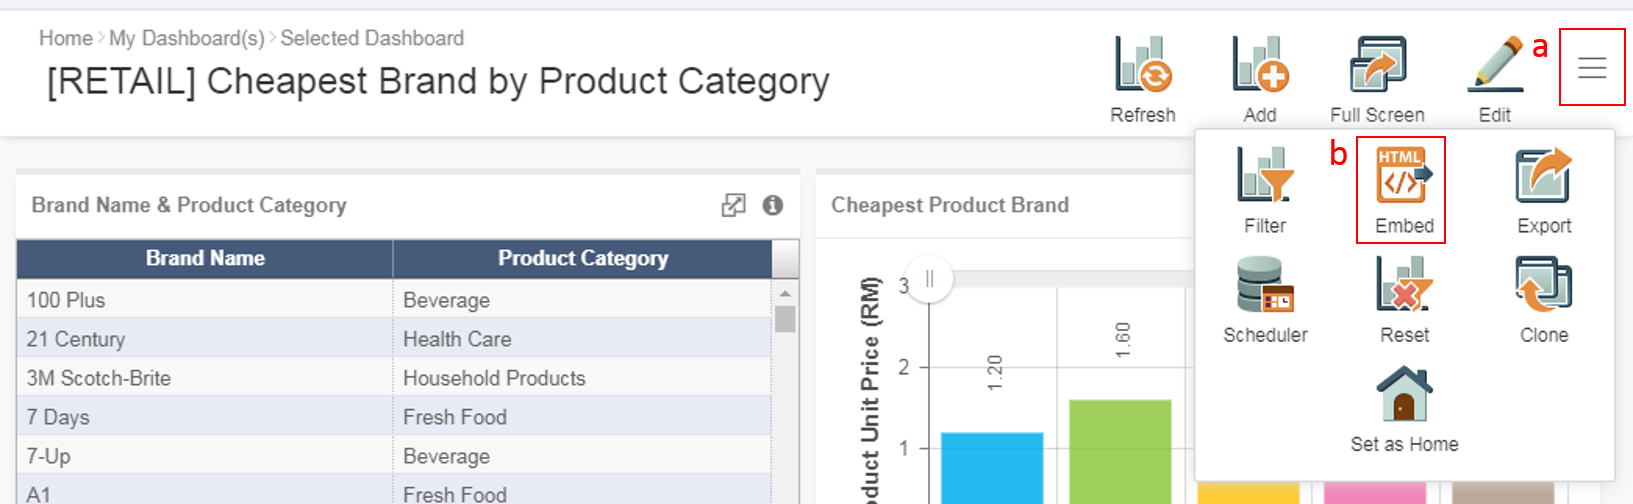 Home > My Dashboard(s) > Selected Dashboard
[RETAIL] Cheapest Brand by Product Category
Refresh
Add
Full Screen
Edit
a
b
HTML
</>
Filter
Embed
Export
Scheduler
Reset
Clone
Set as Home
Brand Name & Product Category
Brand Name Product Category
100 Plus Beverage
21 Century Health Care
3M Scotch-Brite Household Products
7 Days Fresh Food
7-Up Beverage
A1 Fresh Food
Cheapest Product Brand
oduct Unit Price (RM)
3
2
1
1.20
1.60